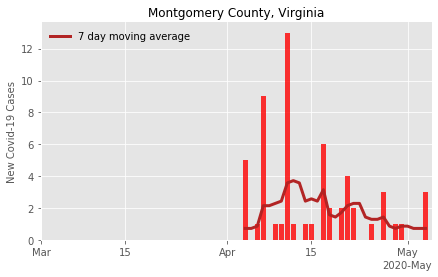 Montgomery County, Virginia
7 day moving average
New Covid-19 Cases
12
10
8
6
4
2
0
Mar
15
Apr
15
May
2020-May